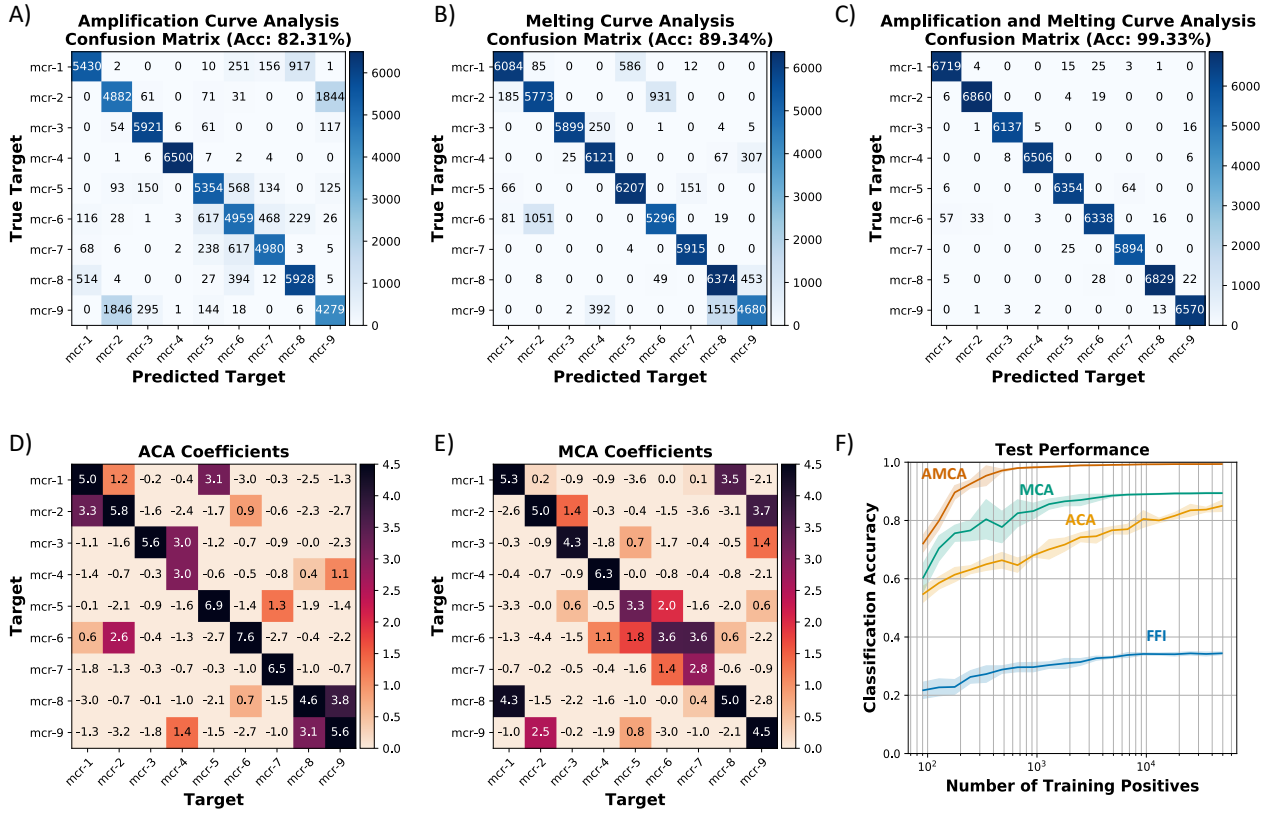 A)
Amplification Curve Analysis
Confusion Matrix (Acc: 82.31%)
True Target
mcr-1 5430 2 0 0 10 251 156 917 1
mcr-2 0 4882 61 0 71 31 0 0 1844
mcr-3 0 54 5921 6 61 0 0 0 117
mcr-4 0 1 6 6500 7 2 4 0 0
mcr-5 0 93 150 0 5354 568 134 0 125
mcr-6 116 28 1 3 617 4959 468 229 26
mcr-7 68 6 0 2 238 617 4980 3 5
mcr-8 514 4 0 0 27 394 12 5928 5
mcr-9 0 1846 295 1 144 18 0 6 4279
mcr-1 mcr-2 mcr-3 mcr-4 mcr-5 mcr-6 mcr-7 mcr-8 mcr-9
Predicted Target
6000
5000
4000
3000
2000
1000
0
B)
Melting Curve Analysis
Confusion Matrix (Acc: 89.34%)
True Target
mcr-1 6084 85 0 0 586 0 12 0 0
mcr-2 185 5773 0 0 0 931 0 0 0
mcr-3 0 0 5899 250 0 1 0 4 5
mcr-4 0 0 25 6121 0 0 0 67 307
mcr-5 66 0 0 0 6207 0 151 0 0
mcr-6 81 1051 0 0 0 5296 0 19 0
mcr-7 0 0 0 0 4 0 5915 0 0
mcr-8 0 8 0 0 0 49 0 6374 453
mcr-9 0 0 2 392 0 0 0 1515 4680
mcr-1 mcr-2 mcr-3 mcr-4 mcr-5 mcr-6 mcr-7 mcr-8 mcr-9
Predicted Target
6000
5000
4000
3000
2000
1000
0
C)
Amplification and Melting Curve Analysis
Confusion Matrix (Acc: 99.33%)
True Target
mcr-1 6719 4 0 0 15 25 3 1 0
mcr-2 6 6860 0 0 4 19 0 0 0
mcr-3 0 1 6137 5 0 0 0 0 16
mcr-4 0 0 8 6506 0 0 0 0 6
mcr-5 6 0 0 0 6354 0 64 0 0
mcr-6 57 33 0 3 0 6338 0 16 0
mcr-7 0 0 0 0 25 0 5894 0 0
mcr-8 0 5 0 0 0 28 0 6829 22
mcr-9 0 1 3 2 0 0 0 13 6570
mcr-1 mcr-2 mcr-3 mcr-4 mcr-5 mcr-6 mcr-7 mcr-8 mcr-9
Predicted Target
6000
5000
4000
3000
2000
1000
0
D)
ACA Coefficients
Target
mcr-1 5.0 1.2 -0.2 -0.4 3.1 -3.0 -0.3 -2.5 -1.3
mcr-2 3.3 5.8 -1.6 -2.4 -1.7 0.9 -0.6 -2.3 -2.7
mcr-3 -1.1 -1.6 5.6 3.0 -1.1 -0.3 -0.9 -0.0 -2.3
mcr-4 -1.4 -0.7 -0.3 3.0 -0.6 -0.5 -0.8 0.4 1.1
mcr-5 -0.1 -2.1 -0.9 -1.6 6.9 -1.4 1.3 -1.9 -1.4
mcr-6 0.6 2.6 -0.4 -1.3 -2.7 7.6 -2.7 -0.4 -2.2
mcr-7 -1.8 -1.3 -0.3 -0.7 -0.5 -0.3 6.5 -1.0 -0.7
mcr-8 -3.0 -0.7 -0.1 -1.0 -2.1 0.7 -1.5 4.6 3.8
mcr-9 -1.3 -3.2 -1.8 1.4 -1.5 -2.7 -1.0 3.1 5.6
mcr-1 mcr-2 mcr-3 mcr-4 mcr-5 mcr-6 mcr-7 mcr-8 mcr-9
Target
4.5
4.0
3.5
3.0
2.5
2.0
1.5
1.0
0.5
0.0
E)
MCA Coefficients
Target
mcr-1 5.3 0.2 -0.9 -0.9 -3.6 0.0 0.1 3.5 -2.1
mcr-2 -2.6 5.0 1.4 -0.3 -0.4 -1.5 -3.6 -3.1 3.7
mcr-3 -0.9 -0.9 4.3 -0.3 0.7 -0.9 -1.7 -0.3 1.4
mcr-4 -0.4 -0.7 -0.9 6.3 -0.0 -0.8 -0.4 -0.8 -2.1
mcr-5 -3.3 -0.0 0.6 -0.5 3.3 2.0 -1.6 -2.0 0.6
mcr-6 -1.3 -4.4 -1.5 1.1 1.8 3.6 3.6 0.6 -2.2
mcr-7 -1.1 -0.3 -0.3 -0.4 -1.6 1.4 2.8 -0.6 -0.9
mcr-8 4.3 -1.5 -2.2 -1.0 -1.6 -0.0 0.4 5.0 -2.8
mcr-9 -1.0 2.5 -0.2 -1.9 0.8 -3.0 -1.0 -2.1 4.5
mcr-1 mcr-2 mcr-3 mcr-4 mcr-5 mcr-6 mcr-7 mcr-8 mcr-9
Target
4.5
4.0
3.5
3.0
2.5
2.0
1.5
1.0
0.5
0.0
F)
Test Performance
Classification Accuracy
1.0
0.8
0.6
0.4
0.2
0.0
AMCA
MCA
ACA
FFI
10² 10³ 10⁴
Number of Training Positives